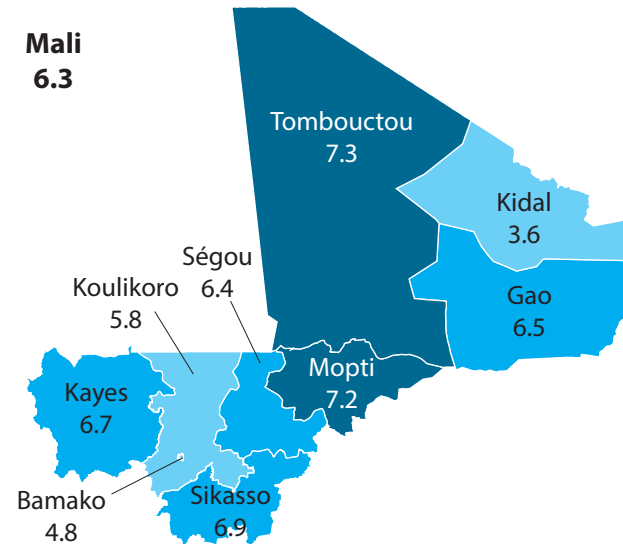 Mali
6.3
Tombouctou
7.3
Kidal
3.6
Ségou
6.4
Koulikoro
5.8
Gao
6.5
Mopti
7.2
Kayes
6.7
Bamako
4.8
Sikasso
6.9